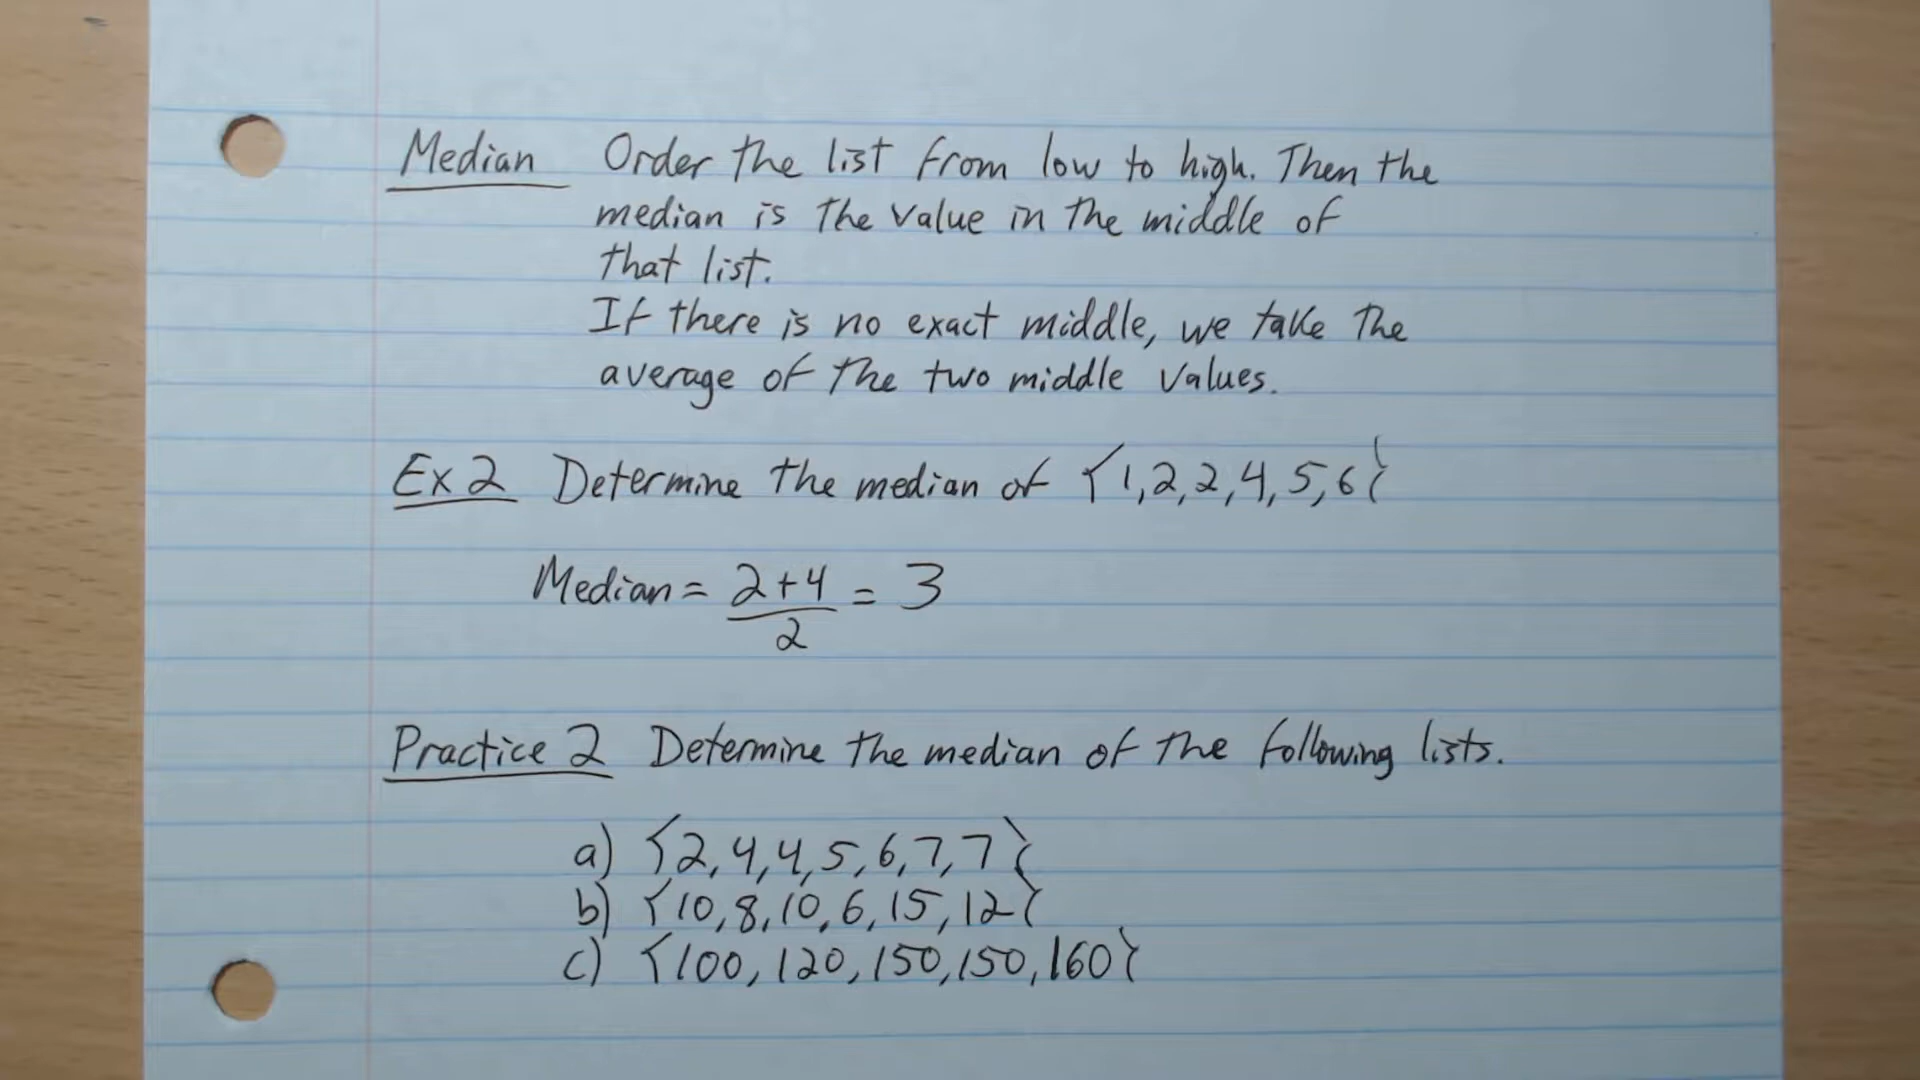 Median Order the list from low to high. Then the
median is the value in the middle of
that list.
If there is no exact middle, we take the
average of the two middle values.
Ex 2 Determine the median of {1,2,2,4,5,6}
Median = 2+4/2 = 3
Practice 2 Determine the median of the following lists.
a) {2,4,4,5,6,7,7}
b) {10,8,10,6,15,12}
c) {100,120,150,150,160}